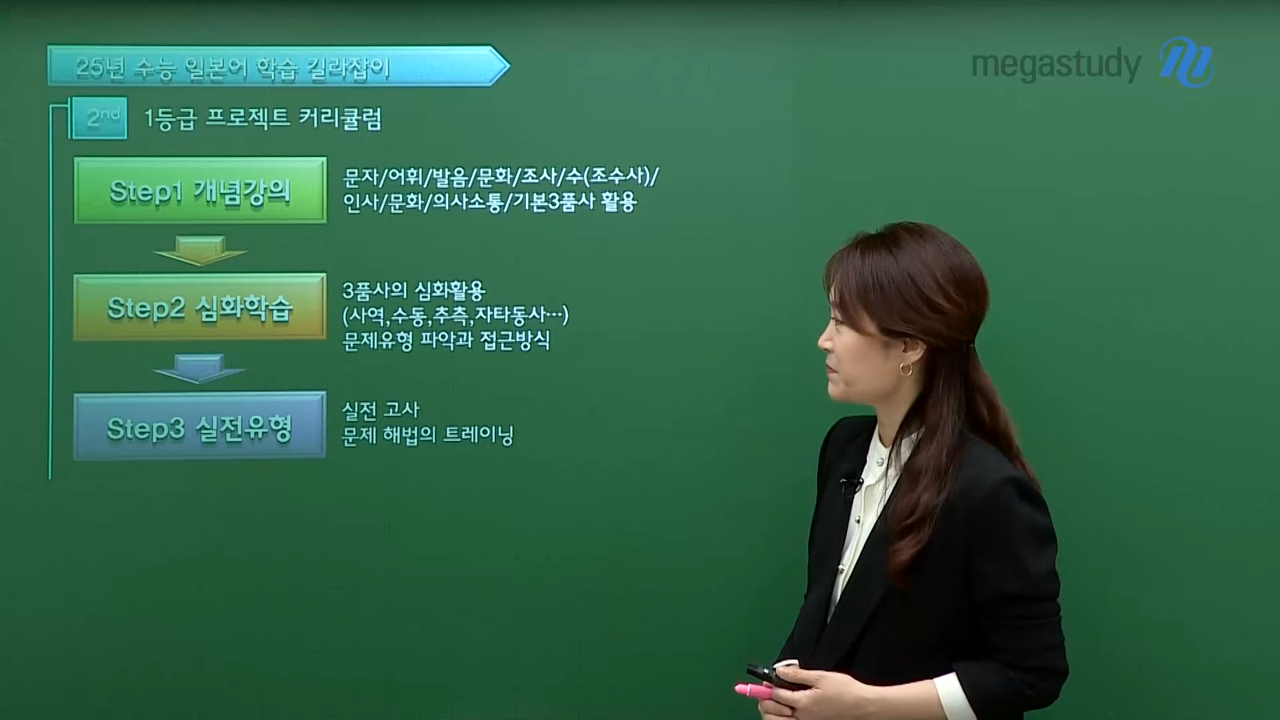 25년 수능 일본어 학습 길라잡이
megastudy
2nd 1등급 프로젝트 커리큘럼
Step1 개념강의
문자/어휘/발음/문화/조사/수(조수사)/
인사/문화/의사소통/기본3품사 활용
Step2 심화학습
3품사의 심화활용
(사역,수동,추측,자타동사…)
문제유형 파악과 접근방식
Step3 실전유형
실전 고사
문제 해법의 트레이닝